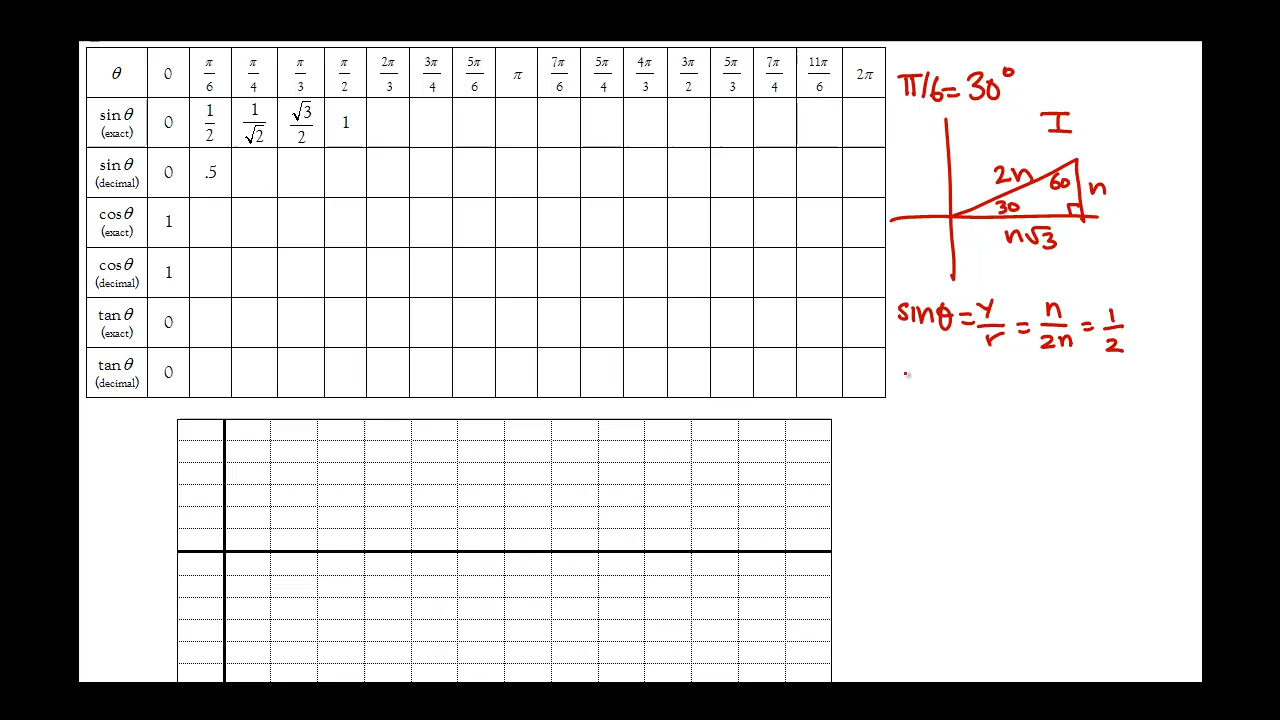 θ 0 π/6 π/4 π/3 π/2 2π/3 3π/4 5π/6 π 7π/6 5π/4 4π/3 3π/2 5π/3 7π/4 11π/6 2π
sin θ (exact) 0 1/2 1/√2 √3/2 1
sin θ (decimal) 0 .5
cos θ (exact) 1
cos θ (decimal) 1
tan θ (exact) 0
tan θ (decimal) 0
π/6 = 30°
I
2n 60 n
30
n√3
sin θ = y/r = n/2n = 1/2